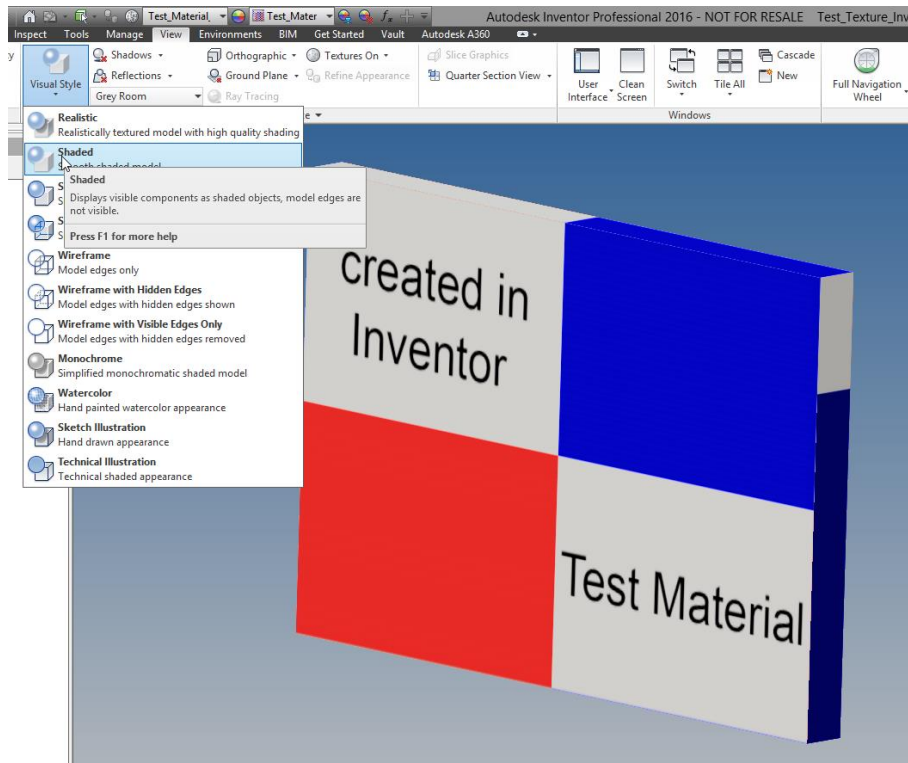 Test_Material_ Test_Mater Autodesk Inventor Professional 2016 - NOT FOR RESALE Test_Texture_Inv
Inspect Tools Manage View Environments BIM Get Started Vault Autodesk A360
Visual Style
Shadows
Reflections
Grey Room
Orthographic
Ground Plane
Ray Tracing
Textures On
Refine Appearance
Slice Graphics
Quarter Section View
User Interface
Clean Screen
Switch
Tile All
Cascade
New
Full Navigation Wheel
Windows
Realistic
Realistically textured model with high quality shading
Shaded
Smooth shaded model
Shaded
Displays visible components as shaded objects, model edges are
not visible.
Press F1 for more help
Wireframe
Model edges only
Wireframe with Hidden Edges
Model edges with hidden edges shown
Wireframe with Visible Edges Only
Model edges with hidden edges removed
Monochrome
Simplified monochromatic shaded model
Watercolor
Hand painted watercolor appearance
Sketch Illustration
Hand drawn appearance
Technical Illustration
Technical shaded appearance
created in
Inventor
Test Material